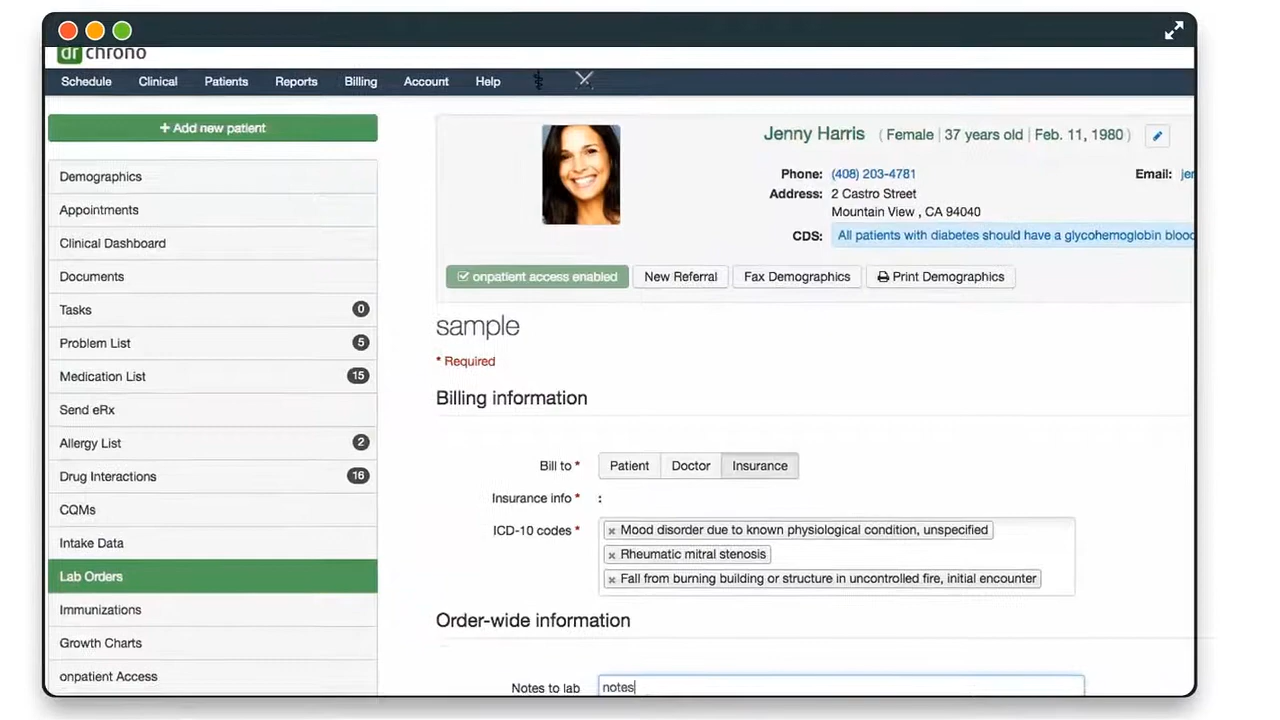 dr chrono
Schedule Clinical Patients Reports Billing Account Help
+ Add new patient
Demographics
Appointments
Clinical Dashboard
Documents
Tasks 0
Problem List 5
Medication List 15
Send eRx
Allergy List 2
Drug Interactions 16
CQMs
Intake Data
Lab Orders
Immunizations
Growth Charts
onpatient Access
Jenny Harris ( Female | 37 years old | Feb. 11, 1980 )
Phone: (408) 203-4781 Email: jer
Address: 2 Castro Street
Mountain View , CA 94040
CDS: All patients with diabetes should have a glycohemoglobin blood
onpatient access enabled New Referral Fax Demographics Print Demographics
sample
* Required
Billing information
Bill to * Patient Doctor Insurance
Insurance info * :
ICD-10 codes * × Mood disorder due to known physiological condition, unspecified
× Rheumatic mitral stenosis
× Fall from burning building or structure in uncontrolled fire, initial encounter
Order-wide information
Notes to lab notes